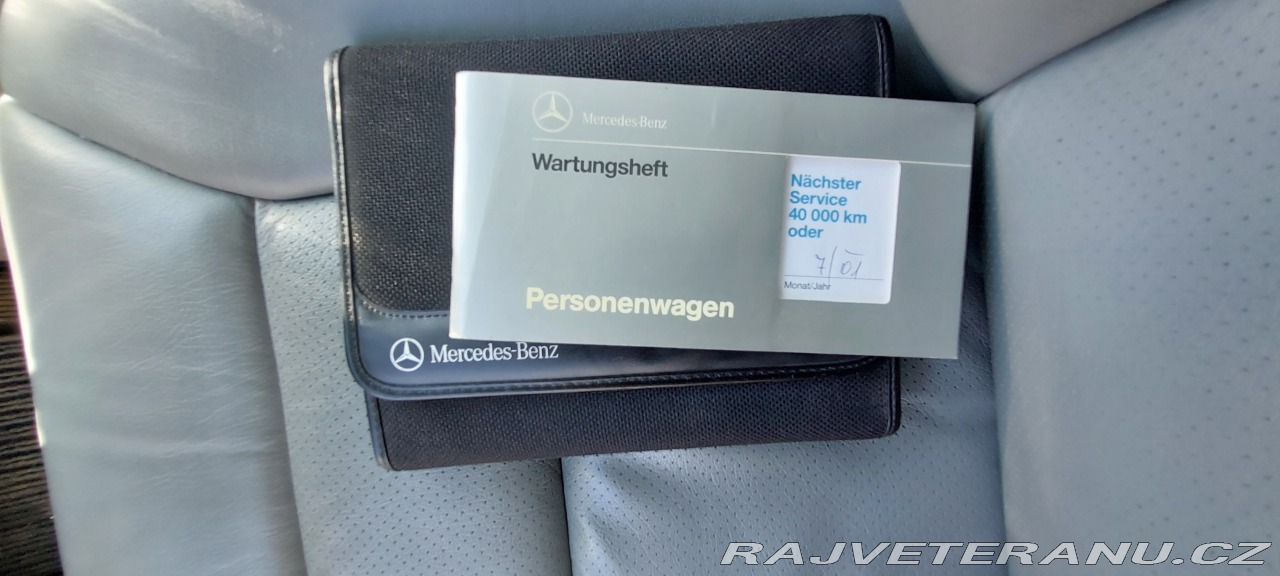 Mercedes-Benz
Wartungsheft
Nächster
Service
40 000 km
oder
7/01
Monat/Jahr
Personenwagen
Mercedes-Benz
RAJVETERANU.CZ